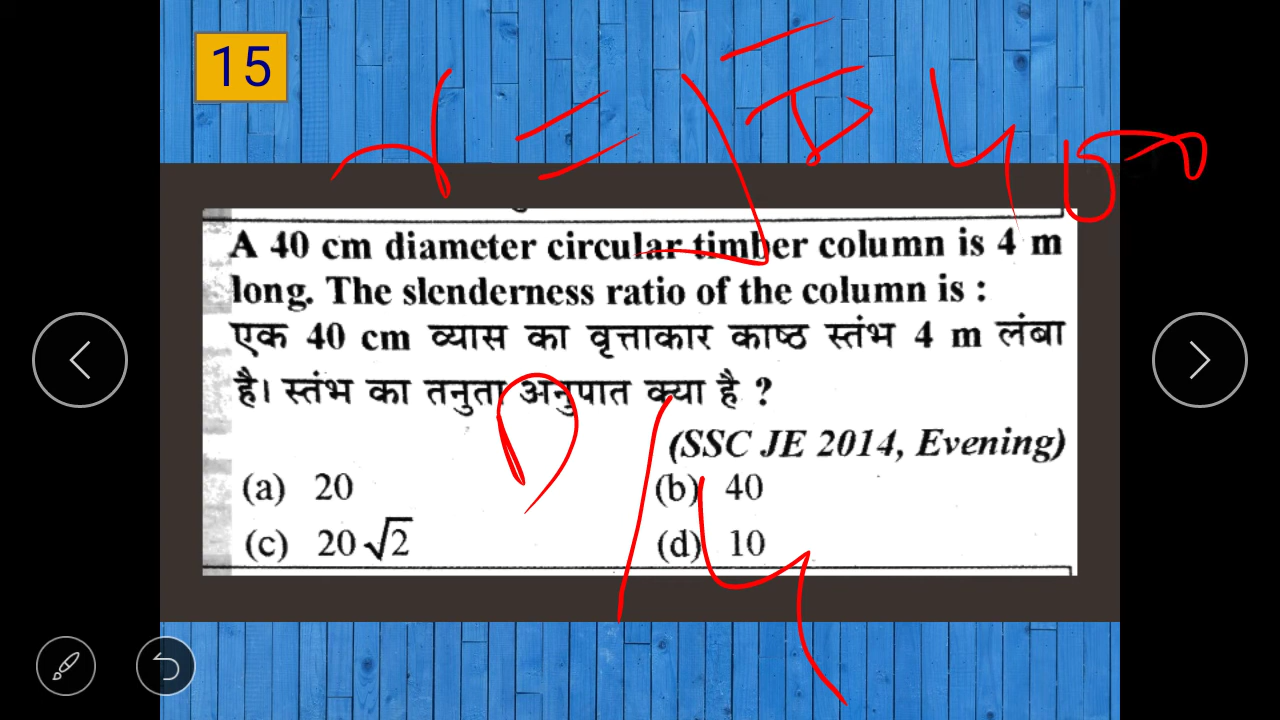 15
A 40 cm diameter circular timber column is 4 m
long. The slenderness ratio of the column is :
एक 40 cm व्यास का वृत्ताकार काष्ठ स्तंभ 4 m लंबा
है। स्तंभ का तनुता अनुपात क्या है ?
(SSC JE 2014, Evening)
(a) 20 (b) 40
(c) 20√2 (d) 10
D/4